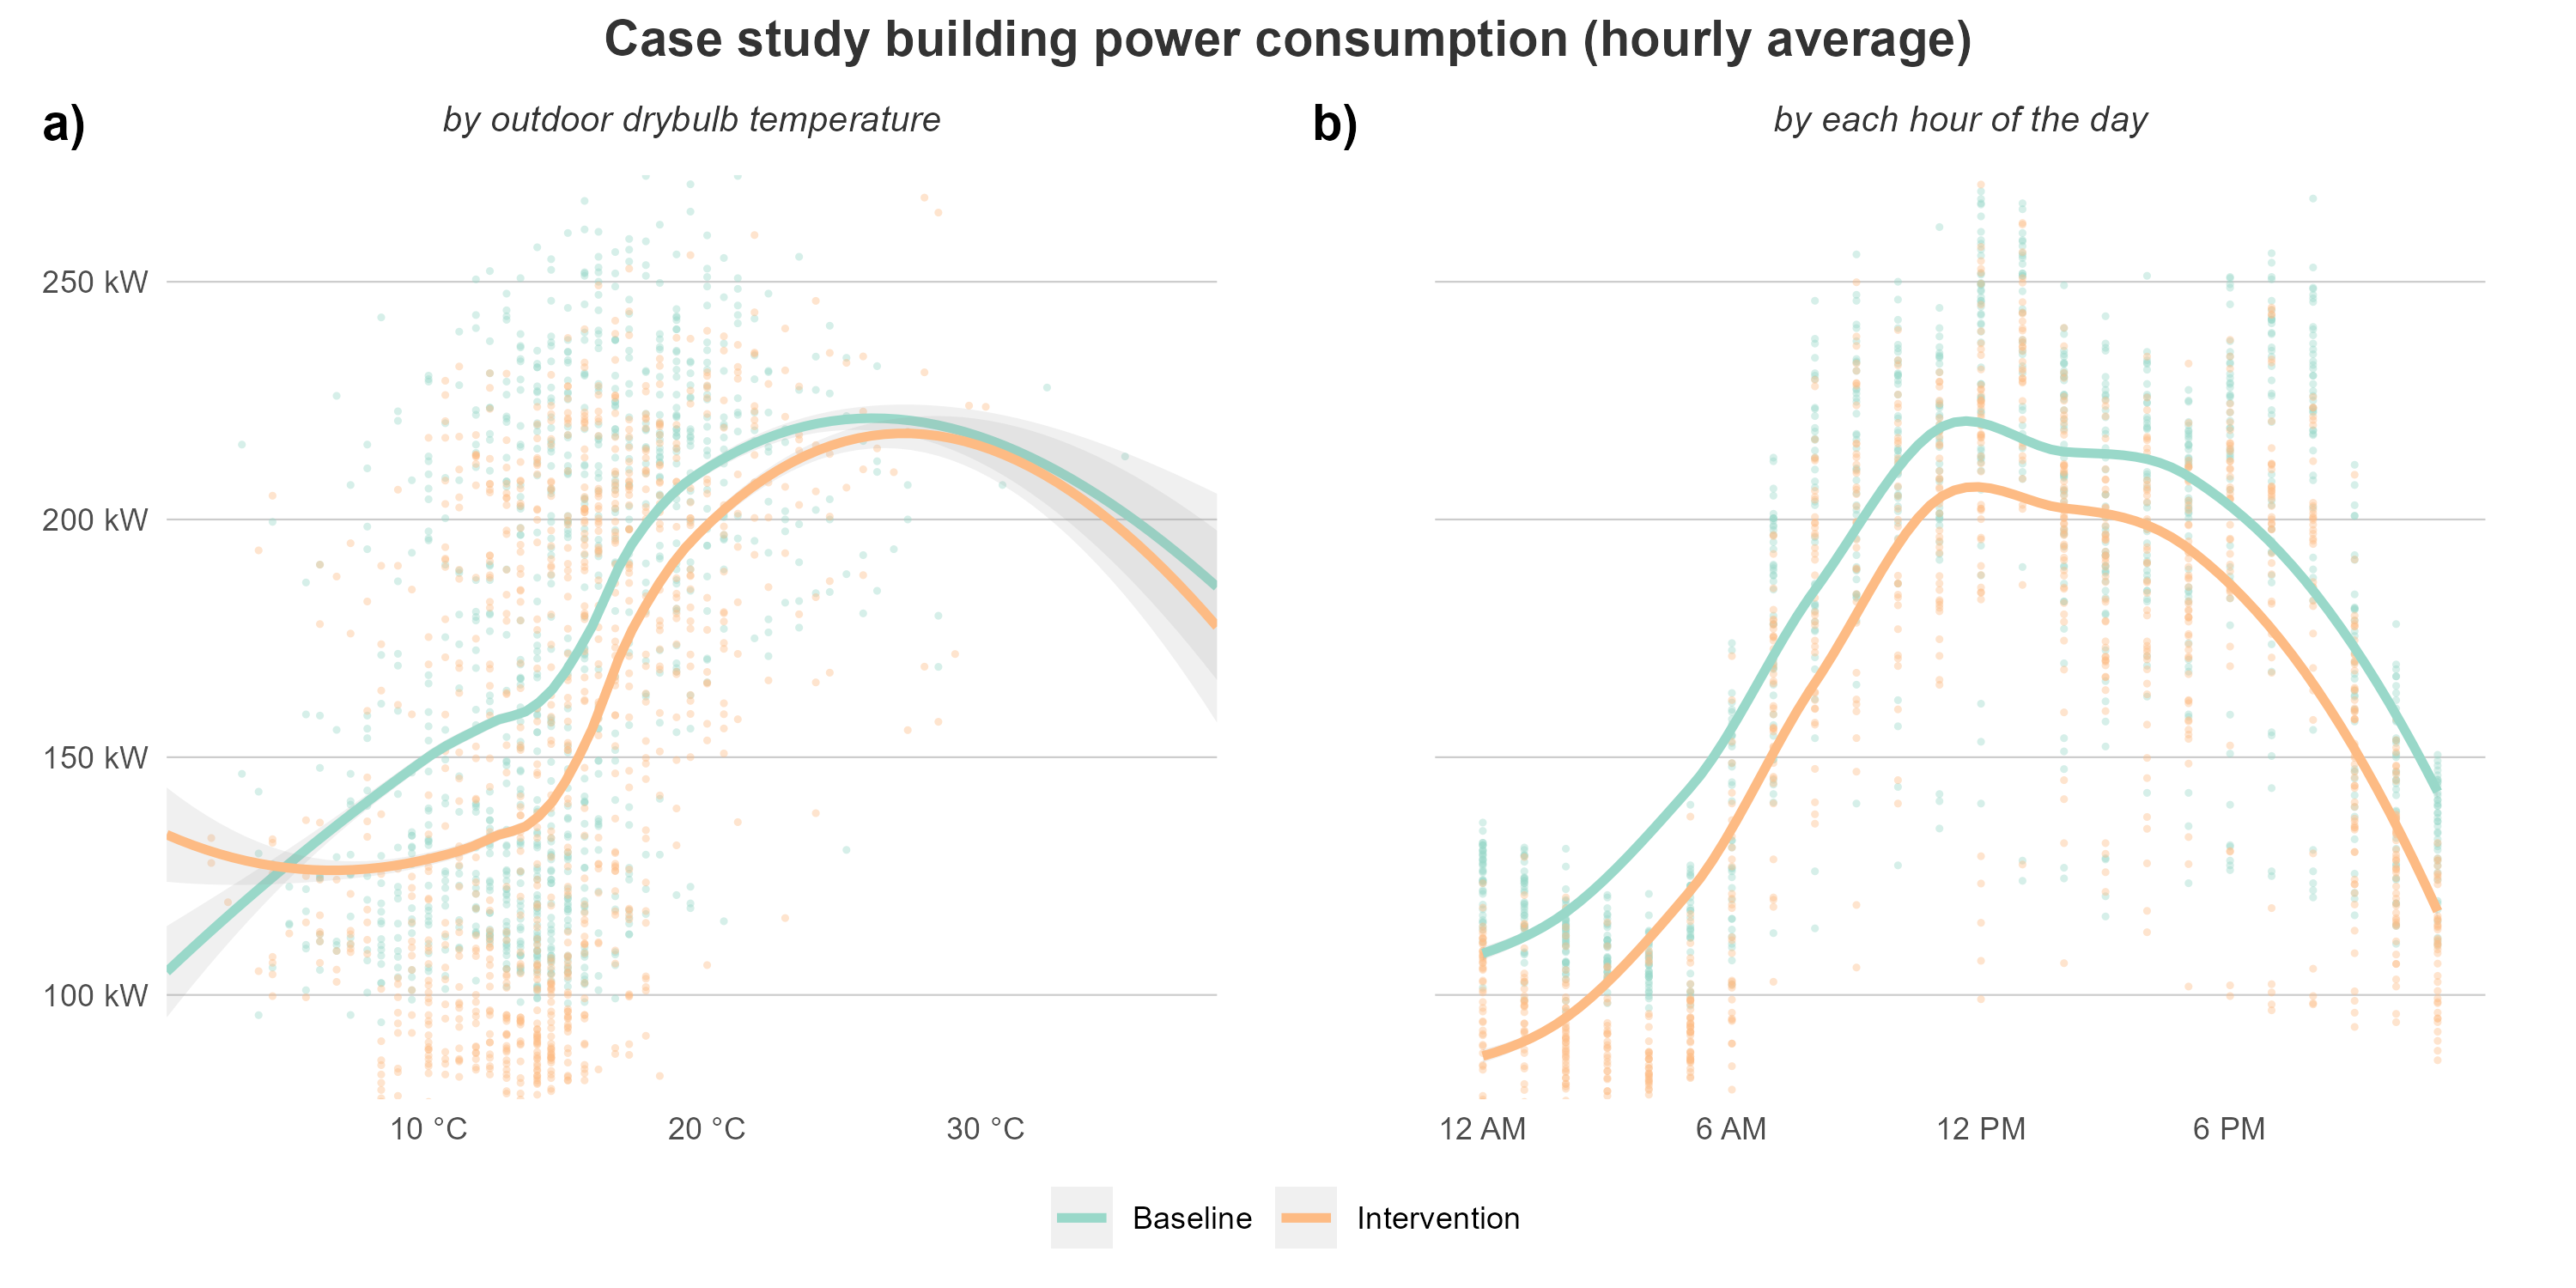 Case study building power consumption (hourly average)
a)
by outdoor drybulb temperature
250 kW
200 kW
150 kW
100 kW
10 °C 20 °C 30 °C
b)
by each hour of the day
12 AM 6 AM 12 PM 6 PM
Baseline Intervention